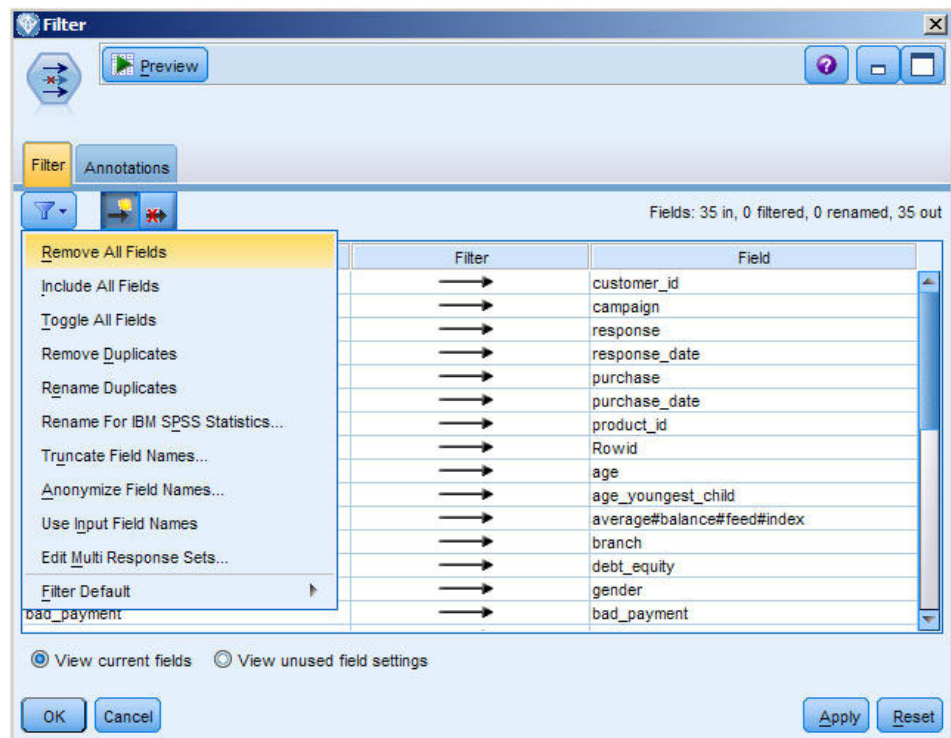 Filter
Preview
Filter Annotations
Fields: 35 in, 0 filtered, 0 renamed, 35 out
Remove All Fields
Include All Fields
Toggle All Fields
Remove Duplicates
Rename Duplicates
Rename For IBM SPSS Statistics...
Truncate Field Names...
Anonymize Field Names...
Use Input Field Names
Edit Multi Response Sets...
Filter Default
Filter Field
customer_id
campaign
response
response_date
purchase
purchase_date
product_id
Rowid
age
age_youngest_child
average#balance#feed#index
branch
debt_equity
gender
bad_payment bad_payment
View current fields View unused field settings
OK Cancel Apply Reset